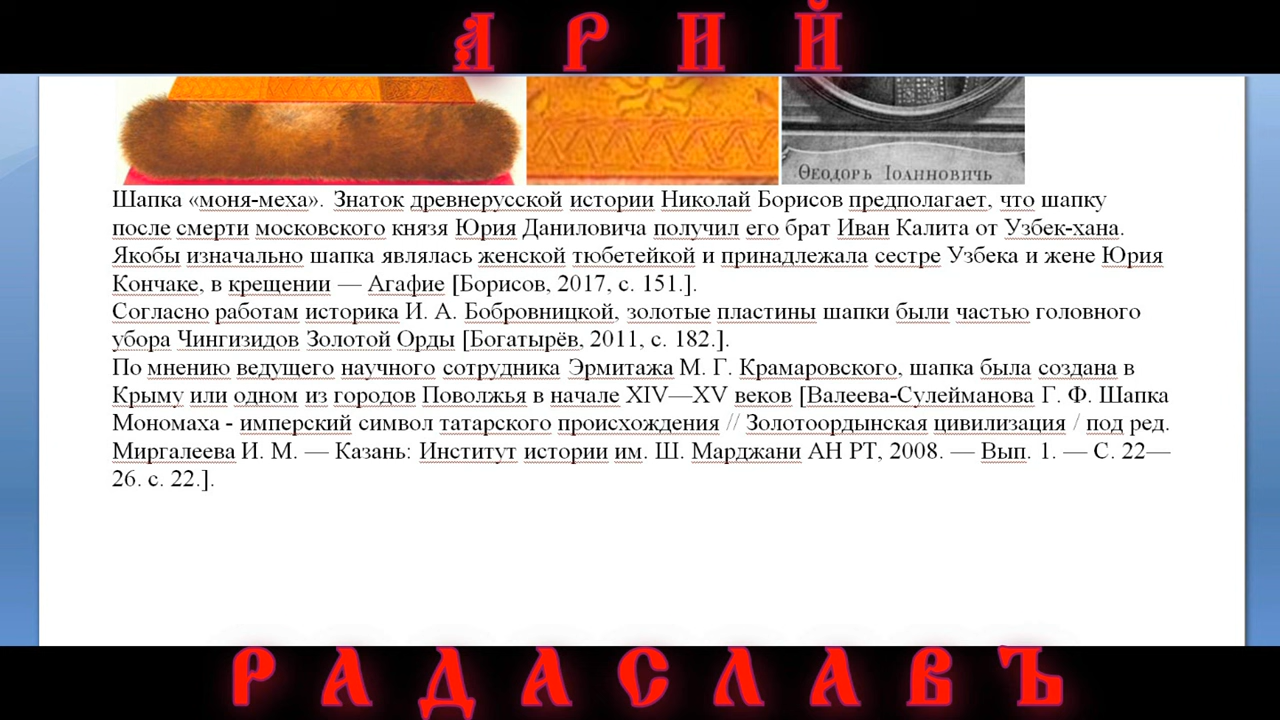 АРИЙ
Ѳеодоръ Іоанновичь
Шапка «моня-меха». Знаток древнерусской истории Николай Борисов предполагает, что шапку
после смерти московского князя Юрия Даниловича получил его брат Иван Калита от Узбек-хана.
Якобы изначально шапка являлась женской тюбетейкой и принадлежала сестре Узбека и жене Юрия
Кончаке, в крещении — Агафие [Борисов, 2017, с. 151.].
Согласно работам историка И. А. Бобровницкой, золотые пластины шапки были частью головного
убора Чингизидов Золотой Орды [Богатырёв, 2011, с. 182.].
По мнению ведущего научного сотрудника Эрмитажа М. Г. Крамаровского, шапка была создана в
Крыму или одном из городов Поволжья в начале XIV—XV веков [Валеева-Сулейманова Г. Ф. Шапка
Мономаха - имперский символ татарского происхождения // Золотоордынская цивилизация / под ред.
Миргалеева И. М. — Казань: Институт истории им. Ш. Марджани АН РТ, 2008. — Вып. 1. — С. 22—
26. с. 22.].
РАДАСЛАВЪ